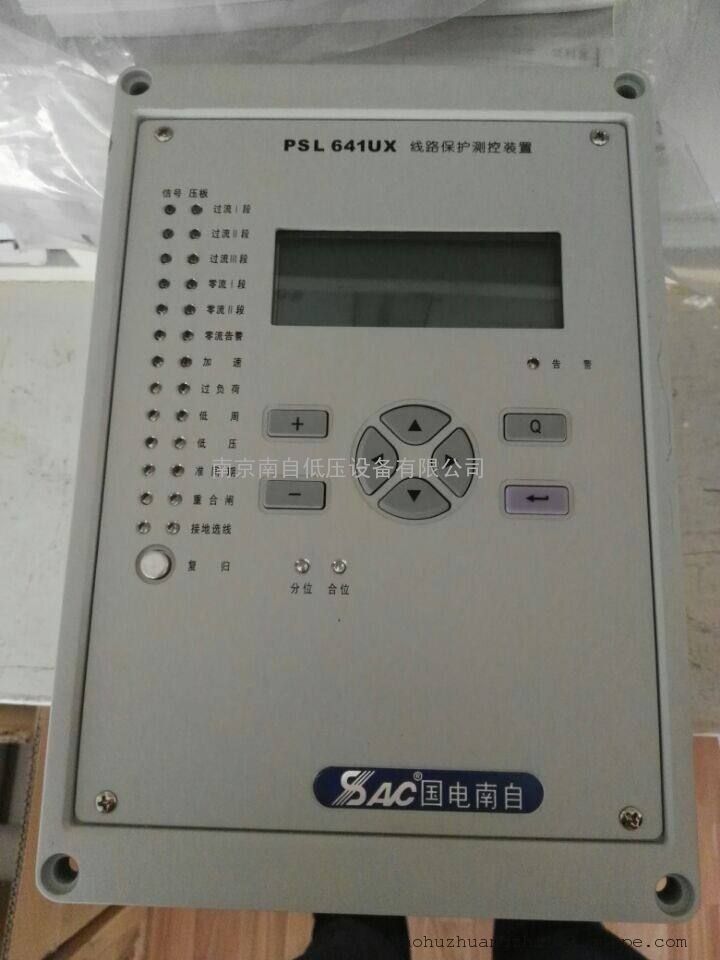 PSL 641UX 线路保护测控装置
信号 压板
过流Ⅰ段
过流Ⅱ段
过流Ⅲ段
零流Ⅰ段
零流Ⅱ段
零流告警
加速
过负荷
低周
低压
重合闸
接地选线
复归
告警
+
Q
−
分位 合位
南京南自低压设备有限公司
SAC® 国电南自